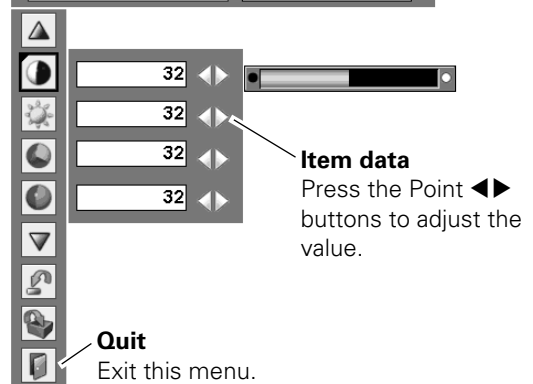 32
32
32
32
Item data
Press the Point ◀▶
buttons to adjust the
value.
Quit
Exit this menu.